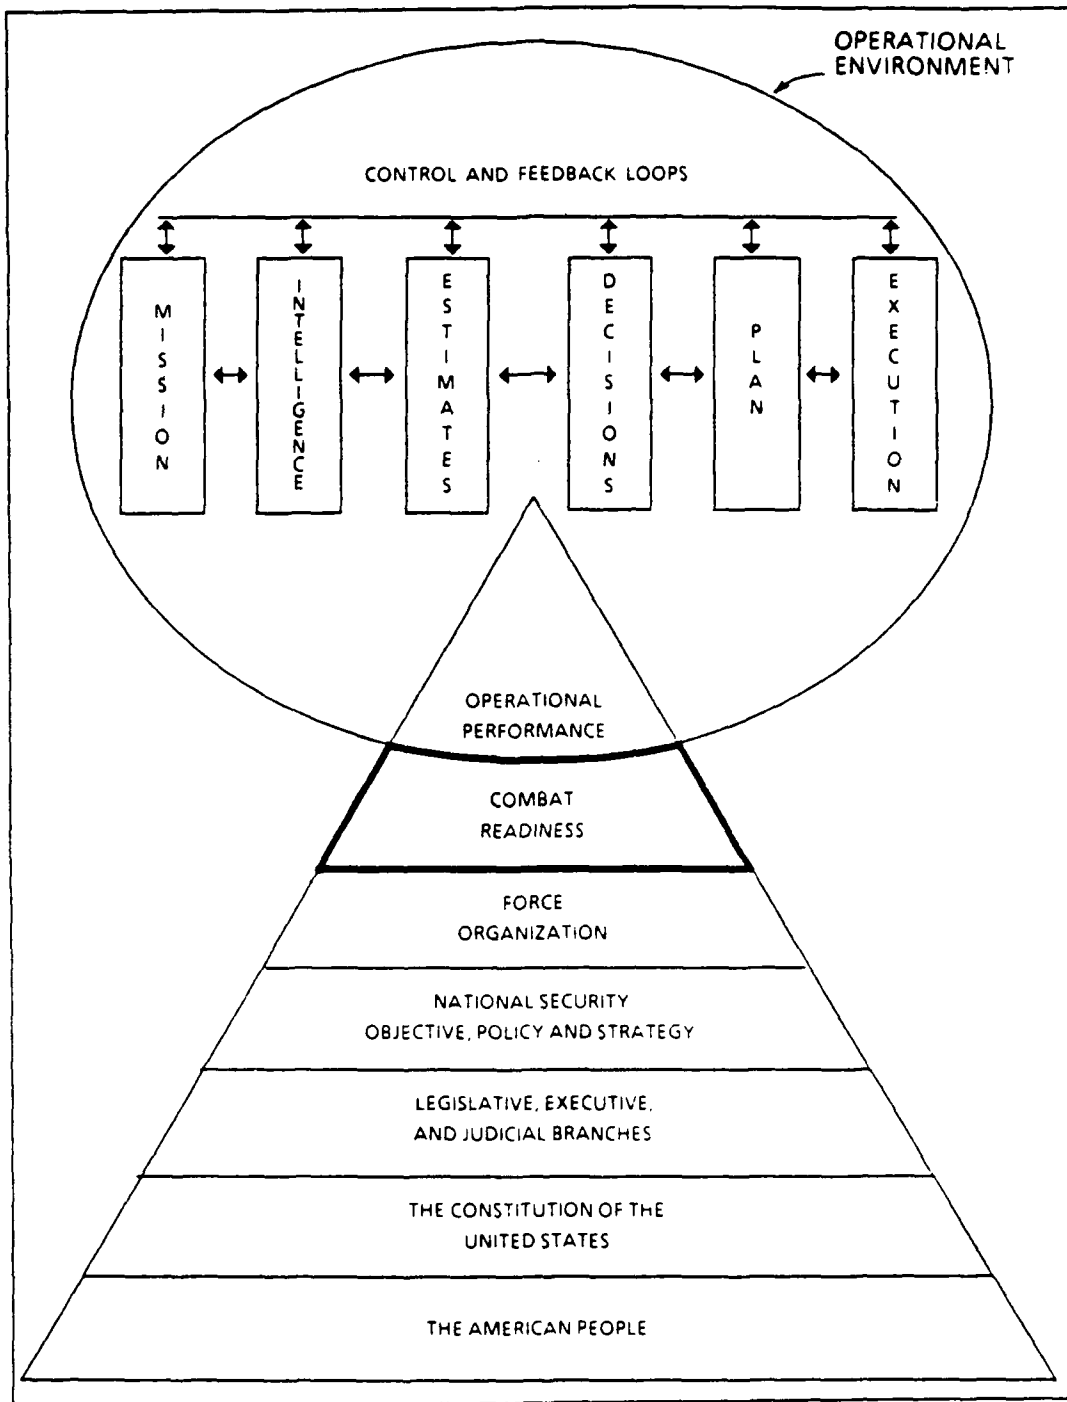 OPERATIONAL
ENVIRONMENT
CONTROL AND FEEDBACK LOOPS
MISSION
INTELLIGENCE
ESTIMATES
DECISIONS
PLAN
EXECUTION
OPERATIONAL
PERFORMANCE
COMBAT
READINESS
FORCE
ORGANIZATION
NATIONAL SECURITY
OBJECTIVE, POLICY AND STRATEGY
LEGISLATIVE, EXECUTIVE,
AND JUDICIAL BRANCHES
THE CONSTITUTION OF THE
UNITED STATES
THE AMERICAN PEOPLE